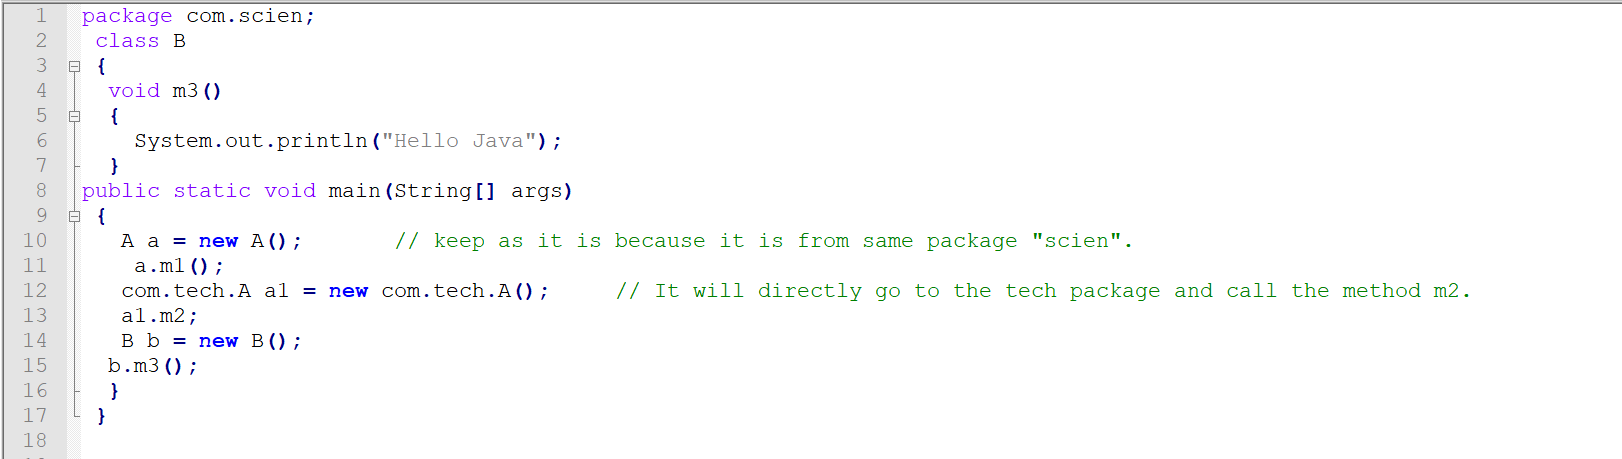 1 package com.scien;
2 class B
3 {
4 void m3()
5 {
6 System.out.println("Hello Java");
7 }
8 public static void main(String[] args)
9 {
10 A a = new A(); // keep as it is because it is from same package "scien".
11 a.m1();
12 com.tech.A a1 = new com.tech.A(); // It will directly go to the tech package and call the method m2.
13 a1.m2;
14 B b = new B();
15 b.m3();
16 }
17 }
18